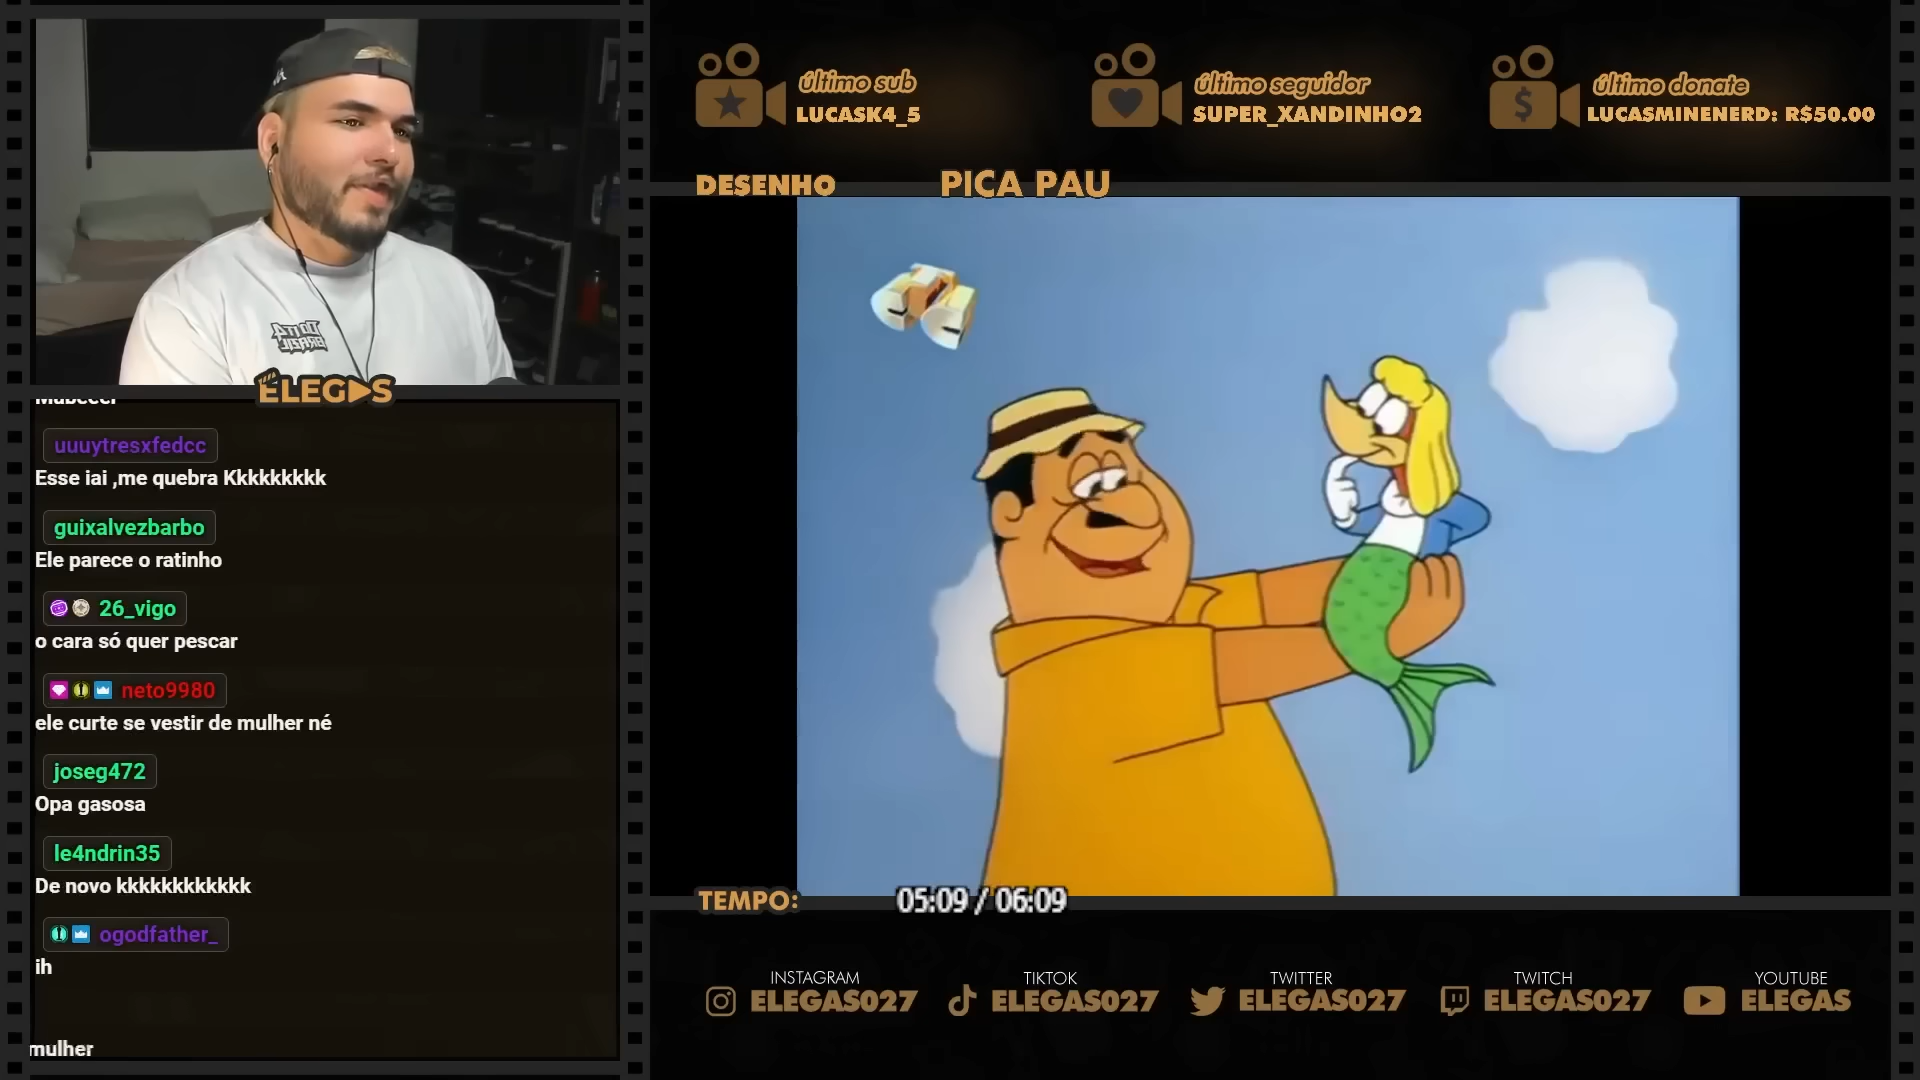 último sub
LUCASK4_5
último seguidor
SUPER_XANDINHO2
último donate
LUCASMINENERD: R$50.00
DESENHO
PICA PAU
ELEGAS
uuuytresxfedcc
Esse iai ,me quebra Kkkkkkkkk
guixalvezbarbo
Ele parece o ratinho
26_vigo
o cara só quer pescar
neto9980
ele curte se vestir de mulher né
joseg472
Opa gasosa
le4ndrin35
De novo kkkkkkkkkkkk
ogodfather_
ih
mulher
TEMPO:
05:09 / 06:09
INSTAGRAM
ELEGAS027
TIKTOK
ELEGAS027
TWITTER
ELEGAS027
TWITCH
ELEGAS027
YOUTUBE
ELEGAS